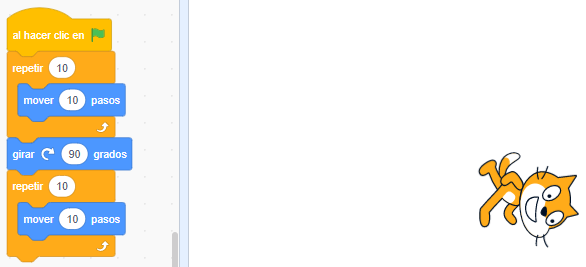 al hacer clic en
repetir 10
mover 10 pasos
girar 90 grados
repetir 10
mover 10 pasos